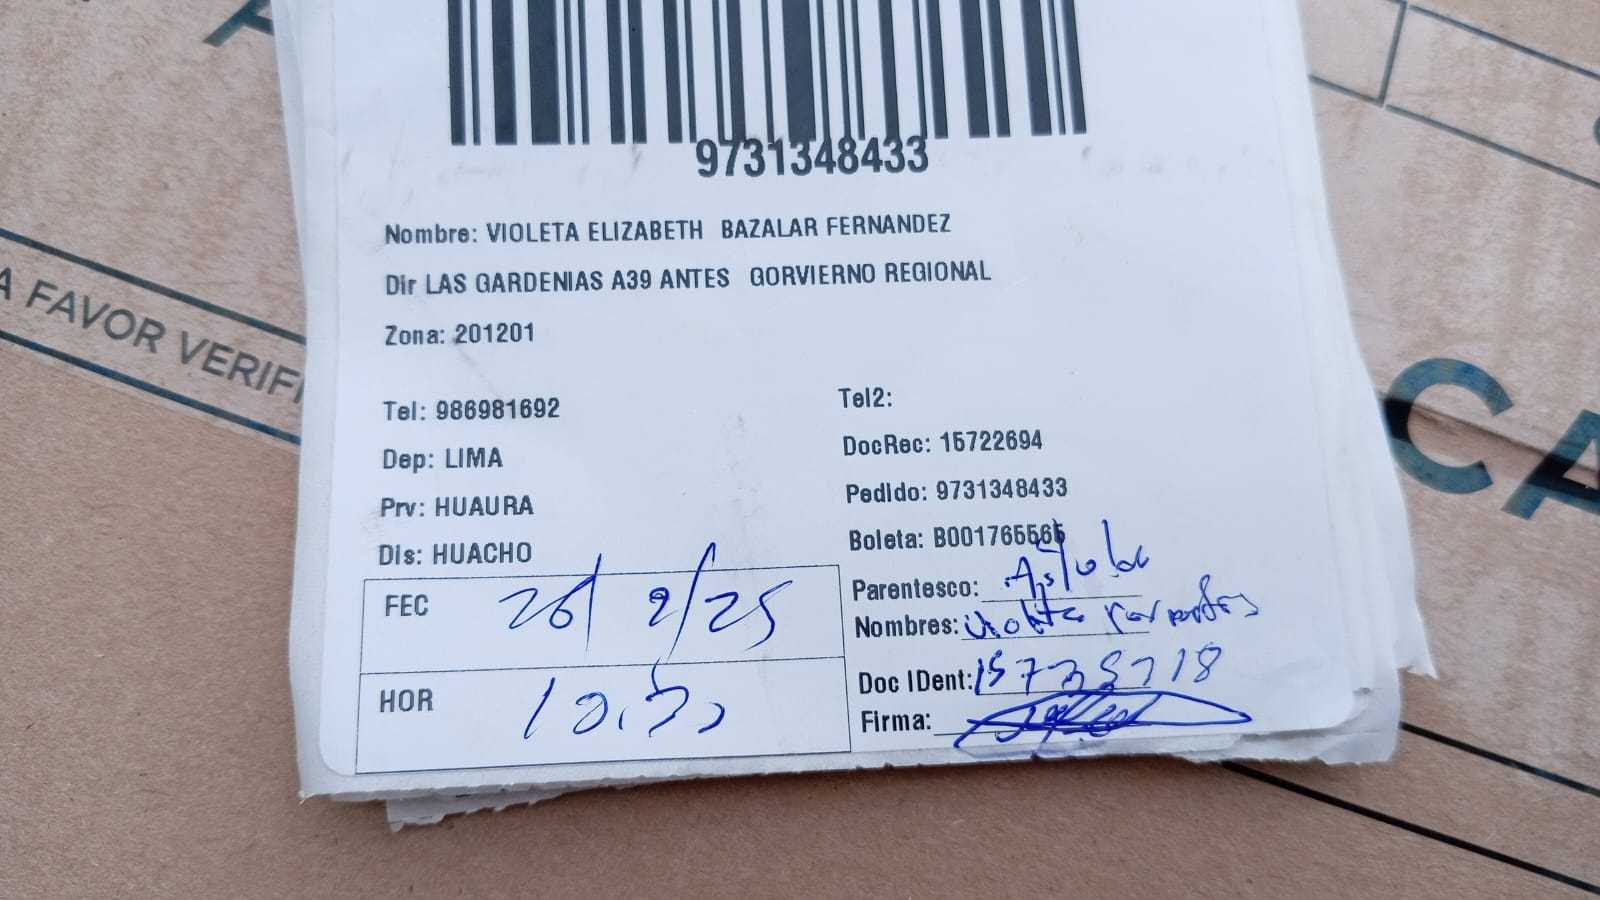 9731348433
Nombre: VIOLETA ELIZABETH BAZALAR FERNANDEZ
Dir LAS GARDENIAS A39 ANTES GORVIERNO REGIONAL
Zona: 201201
Tel: 986981692
Tel2:
Dep: LIMA
DocRec: 15722694
Prv: HUAURA
Pedido: 9731348433
Dis: HUACHO
Boleta: B001765565
FEC 26/2/25
Parentesco:
Nombres:
HOR
Doc IDent: 15735718
Firma:
A FAVOR VERIFI
CA